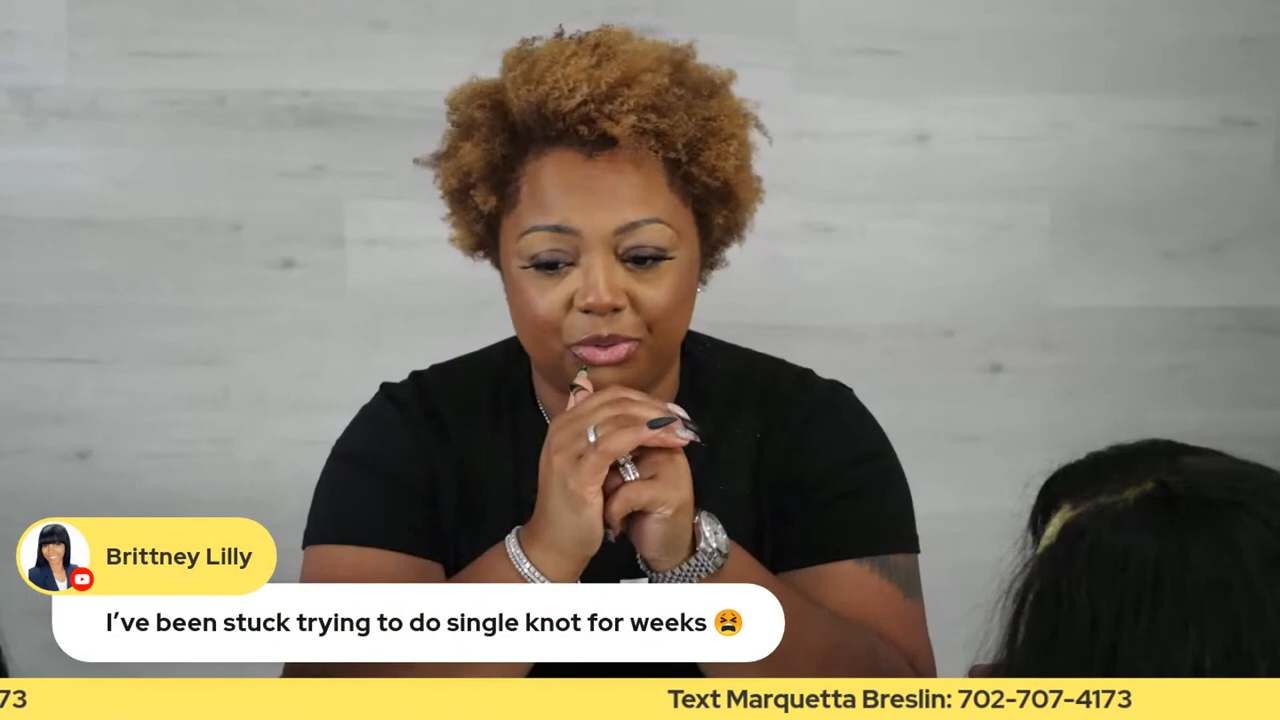 Brittney Lilly
I’ve been stuck trying to do single knot for weeks 😫
73 Text Marquetta Breslin: 702-707-4173